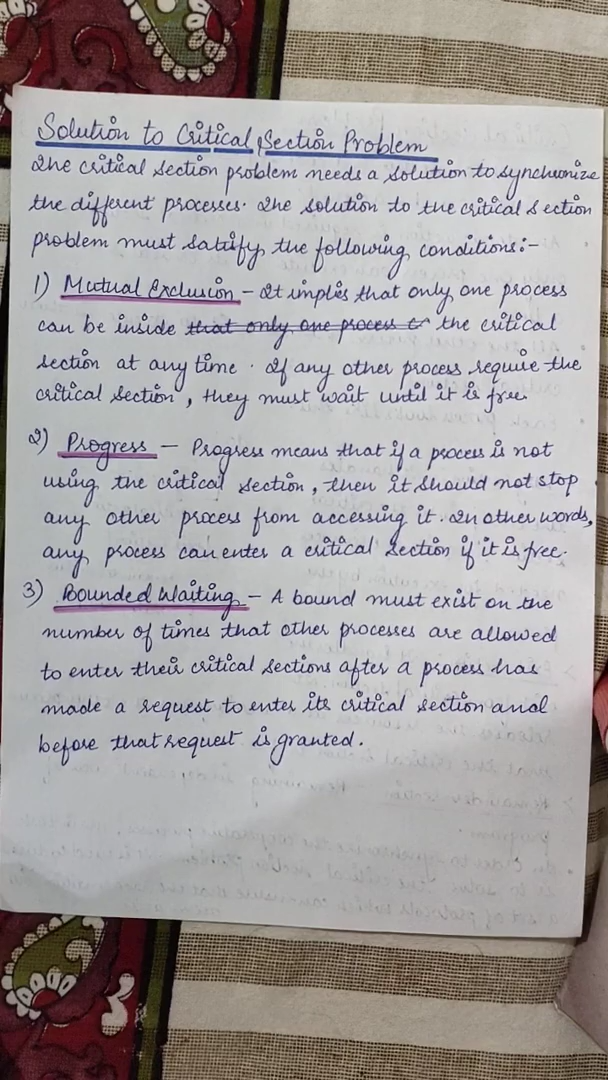 Solution to Critical Section Problem
The critical section problem needs a solution to synchronize
the different processes. The solution to the critical section
problem must satisfy the following conditions:-
1) Mutual Exclusion - It implies that only one process
can be inside that only one process c the critical
section at any time. If any other process require the
critical section, they must wait until it is free.
2) Progress - Progress means that if a process is not
using the critical section, then it should not stop
any other process from accessing it. In other words,
any process can enter a critical section if it is free.
3) Bounded Waiting - A bound must exist on the
number of times that other processes are allowed
to enter their critical sections after a process has
made a request to enter its critical section and
before that request is granted.